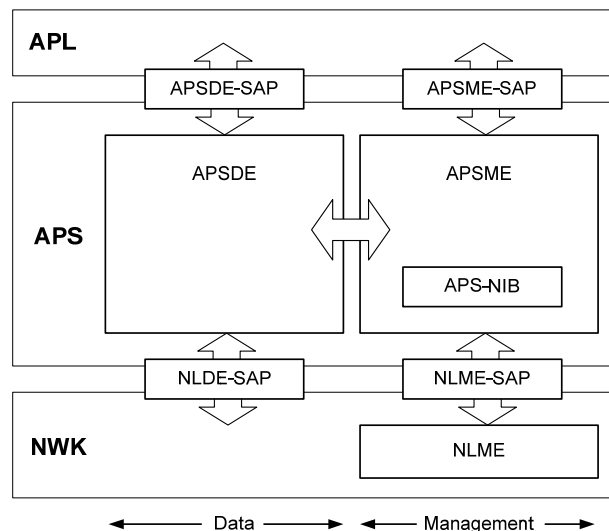 APL
APSDE-SAP
APSME-SAP
APS
APSDE
APSME
APS-NIB
NLDE-SAP
NLME-SAP
NWK
NLME
Data
Management